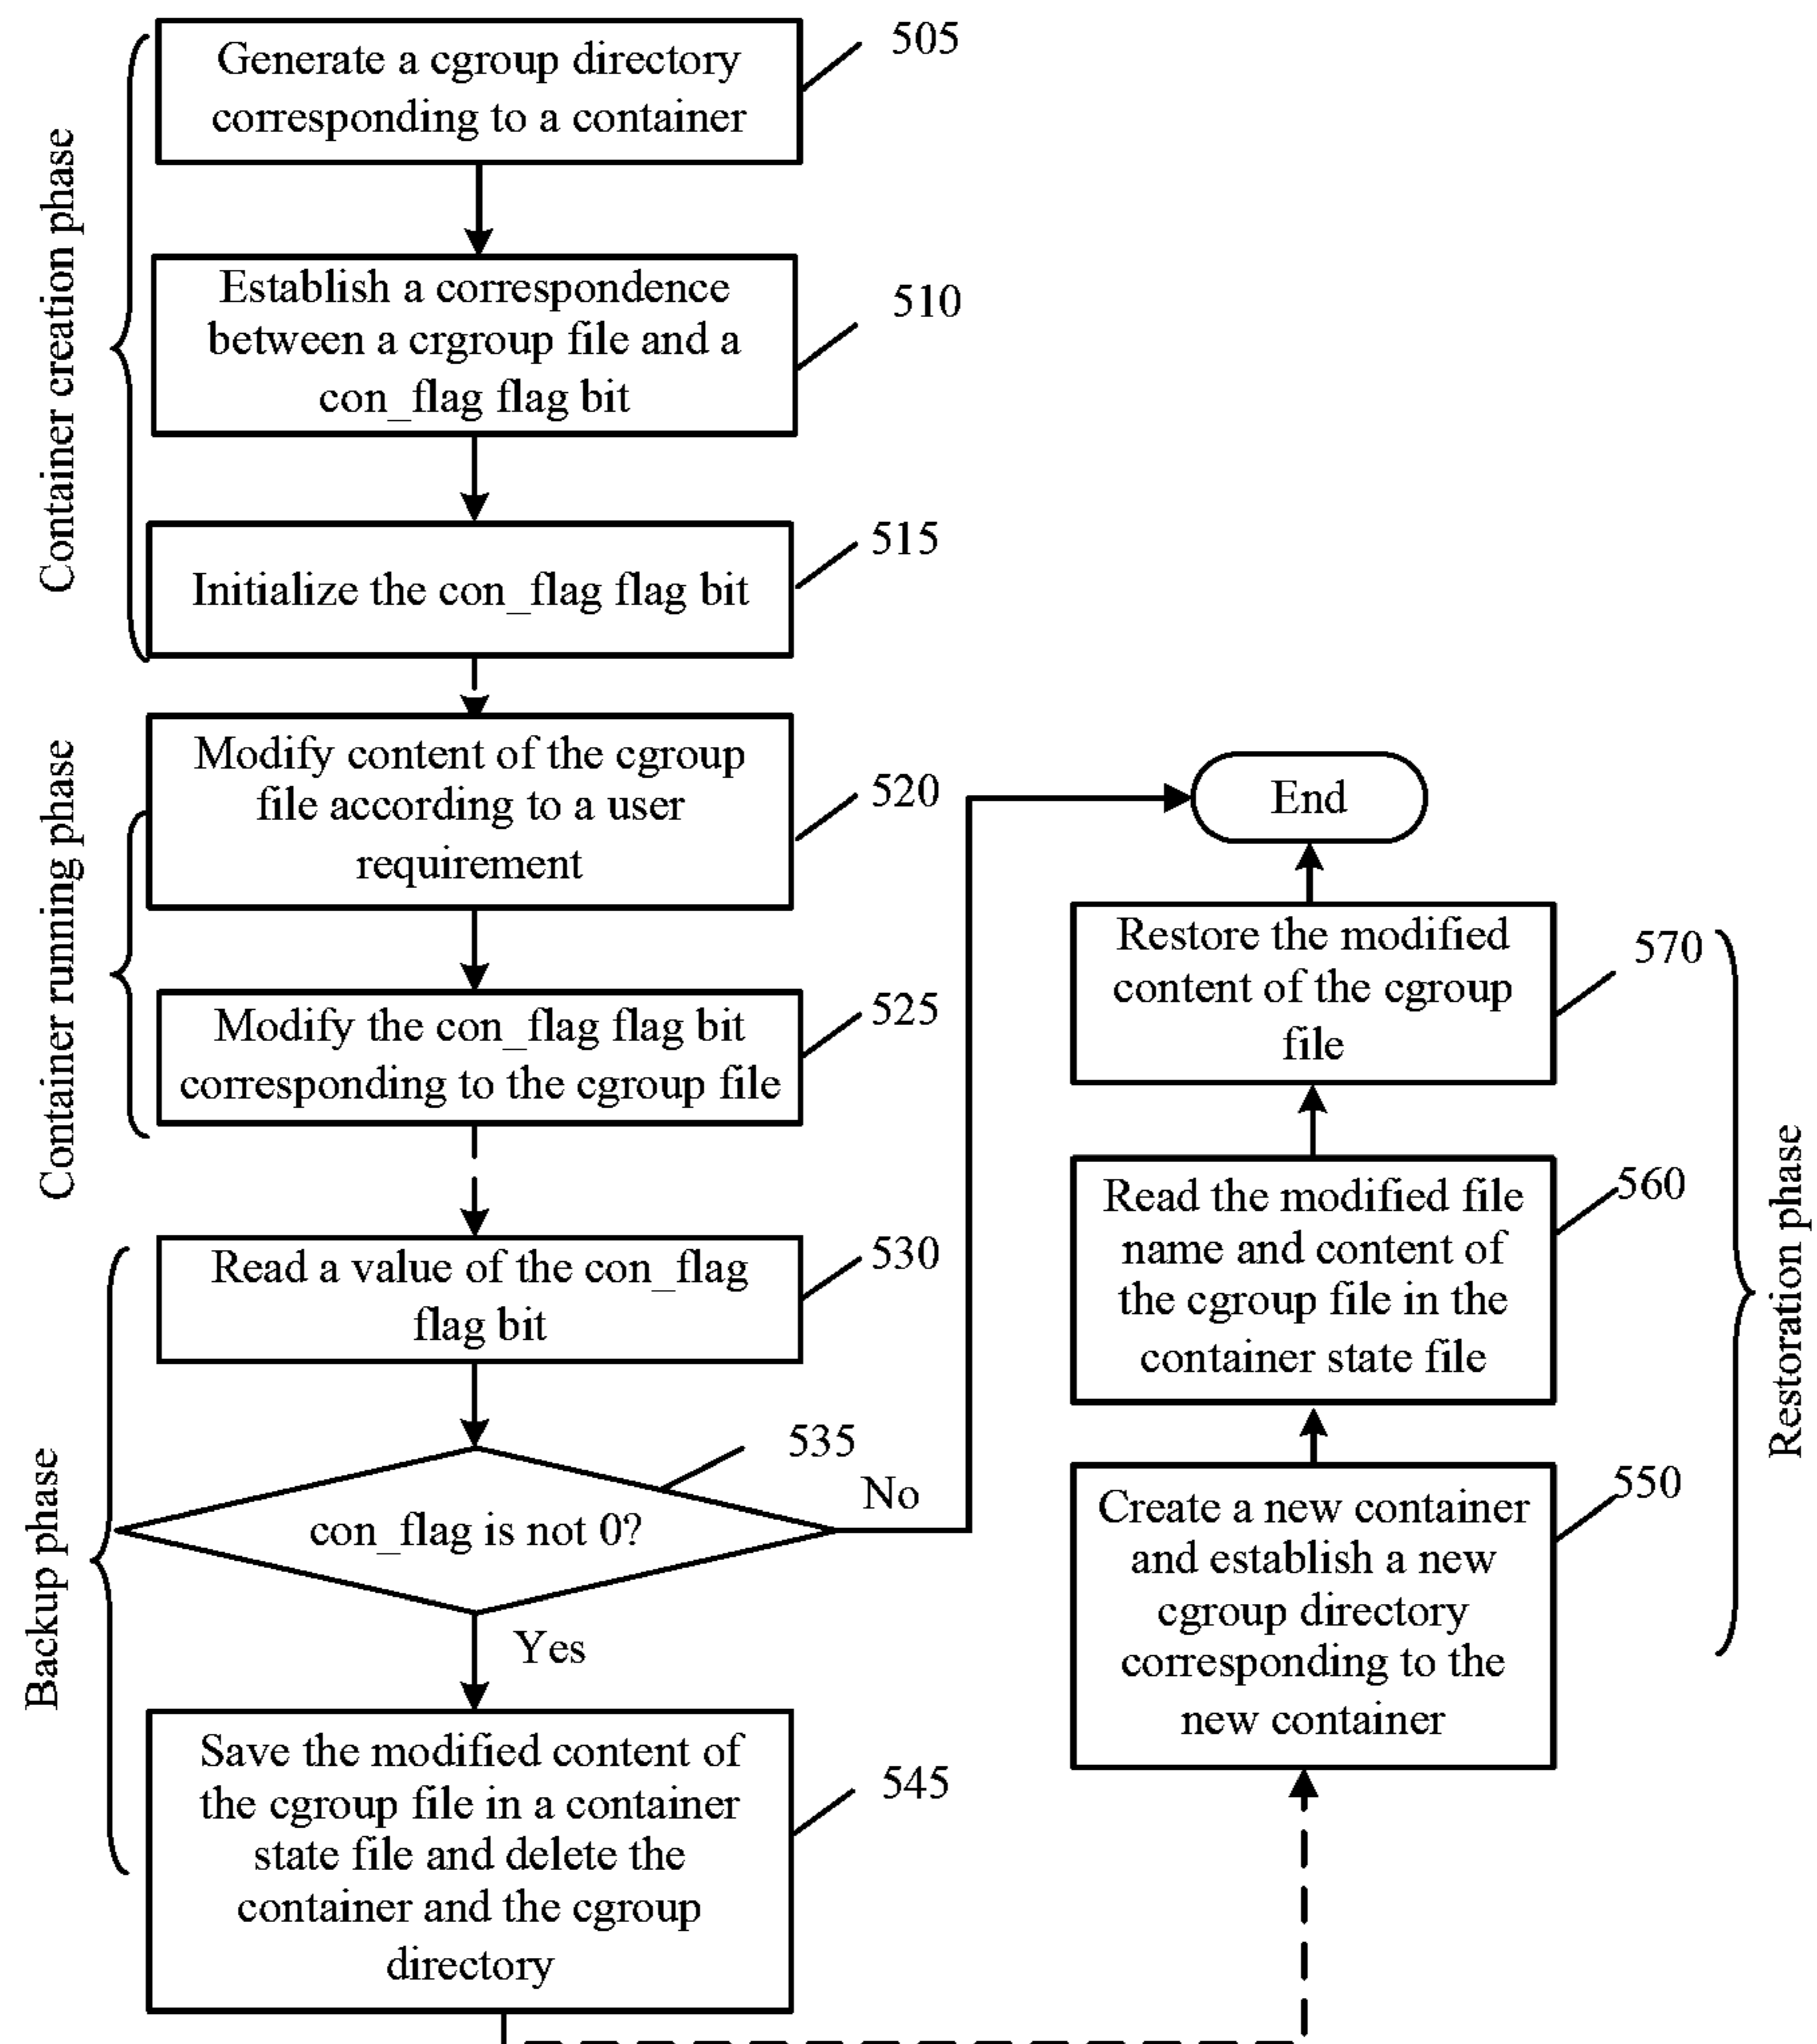 Container creation phase
Generate a cgroup directory
corresponding to a container
505
Establish a correspondence
between a crgroup file and a
con_flag flag bit
510
Initialize the con_flag flag bit
515
Container running phase
Modify content of the cgroup
file according to a user
requirement
520
Modify the con_flag flag bit
corresponding to the cgroup file
525
Backup phase
Read a value of the con_flag
flag bit
530
con_flag is not 0?
535
No
Yes
Save the modified content of
the cgroup file in a container
state file and delete the
container and the cgroup
directory
545
End
Restore the modified
content of the cgroup
file
570
Read the modified file
name and content of
the cgroup file in the
container state file
560
Create a new container
and establish a new
cgroup directory
corresponding to the
new container
550
Restoration phase